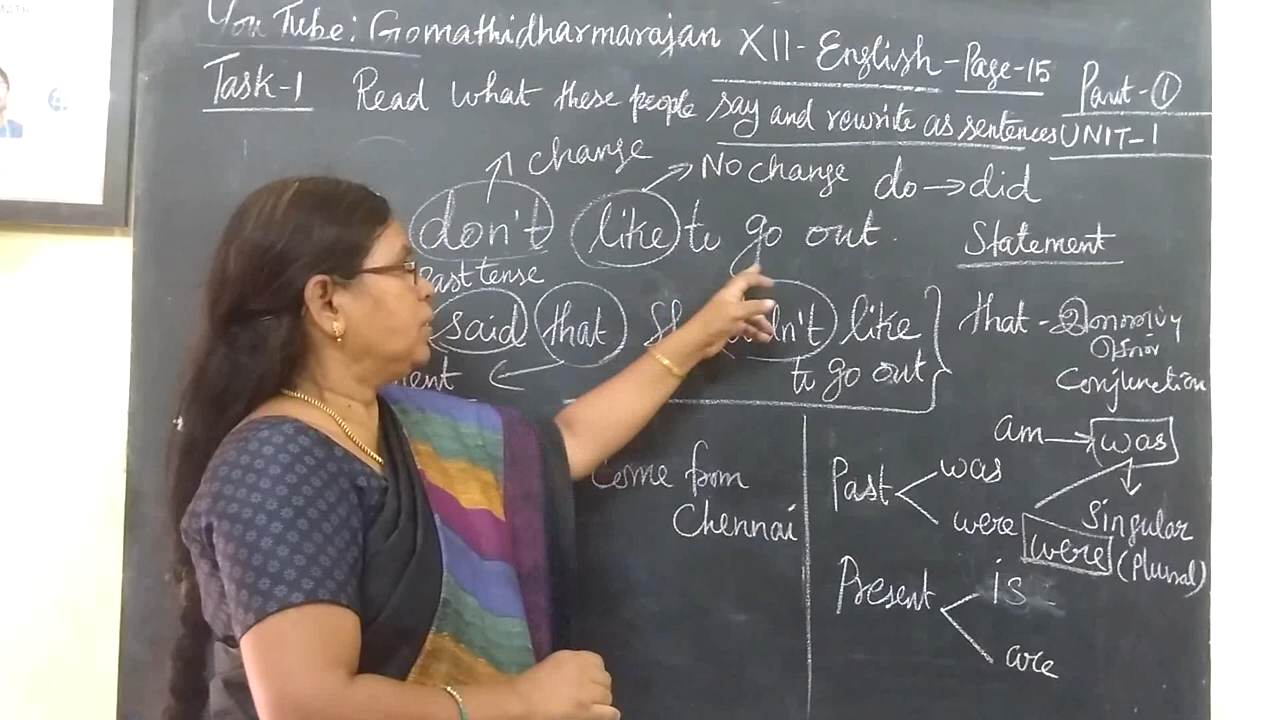 YouTube: Gomathidharmarajan XII-English-Page-15 Part-①
Task-1 Read what these people say and rewrite as sentences UNIT-1
change No change do→did
don't like to go out. Statement
Past tense
said that like that -
to go out Conjunction
am → was
come from Past was
Chennai were Singular
were (Plural)
Present is
are